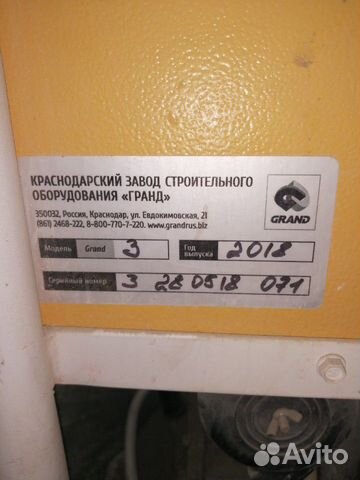 КРАСНОДАРСКИЙ ЗАВОД СТРОИТЕЛЬНОГО
ОБОРУДОВАНИЯ «ГРАНД»
350032, Россия, Краснодар, ул. Евдокимовская, 21
(861) 2468-222, 8-800-770-7-220. www.grandrus.biz
GRAND
Модель Grand 3 Год выпуска 2018
Серийный номер 3 280518 071
Avito